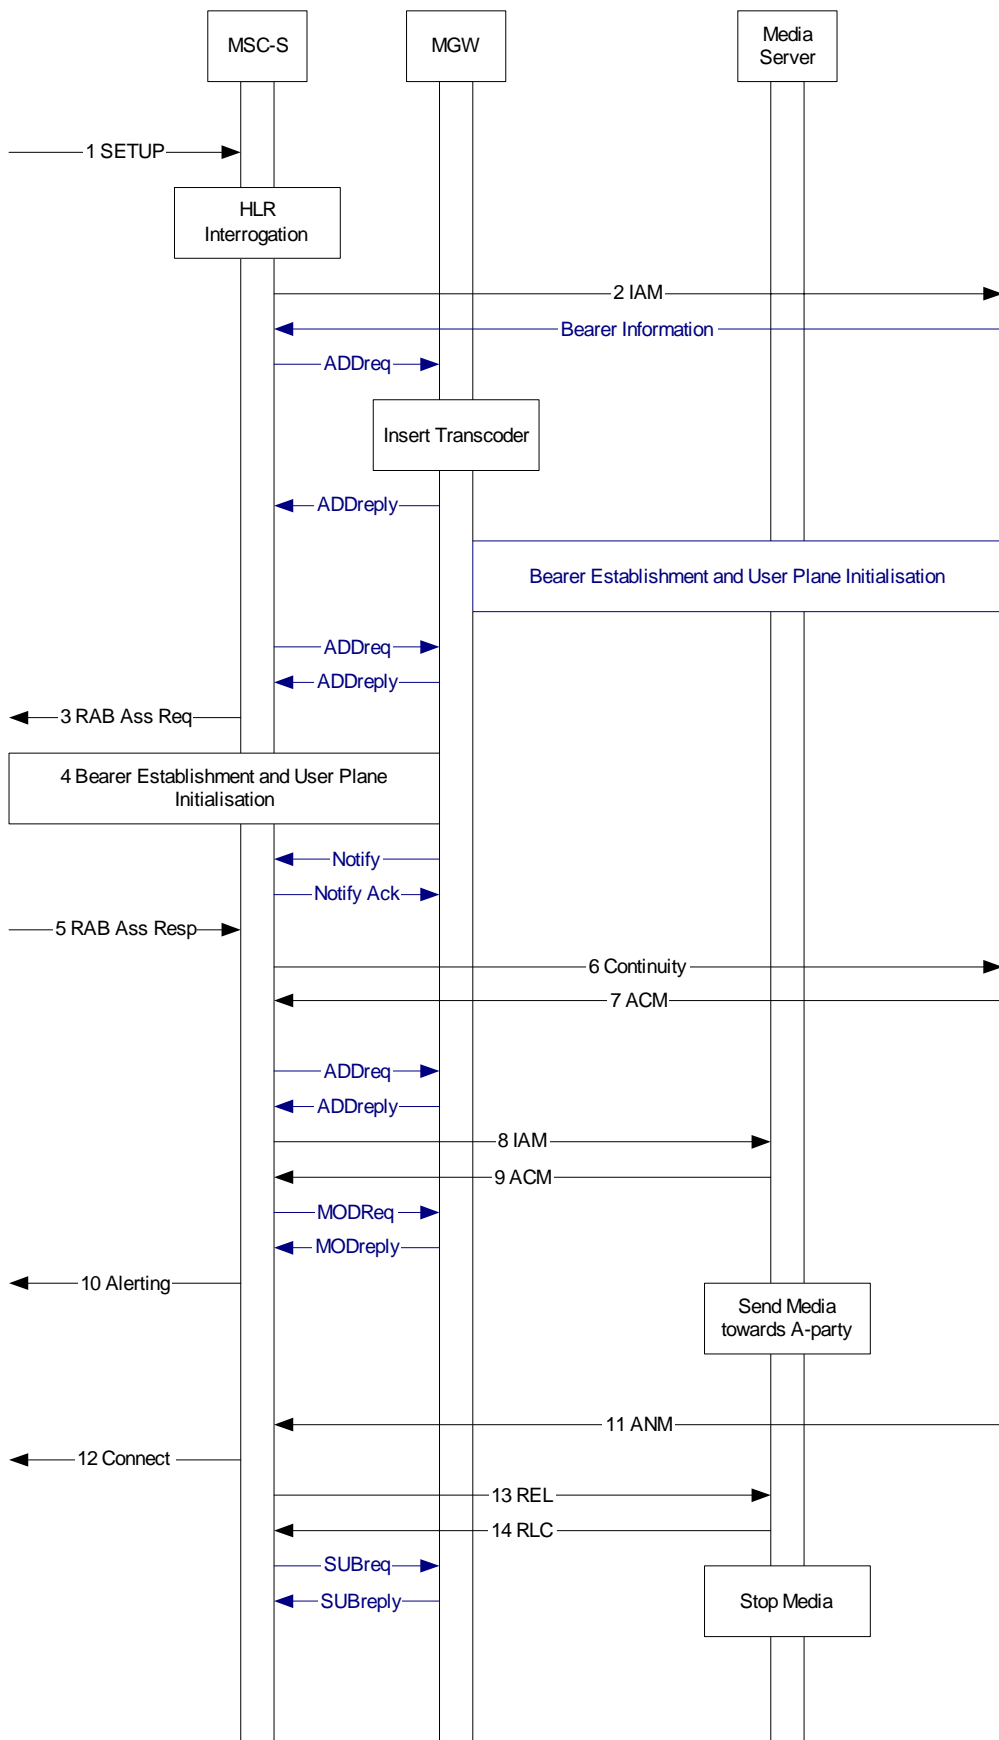 MSC-S
MGW
Media
Server
1 SETUP
HLR
Interrogation
2 IAM
Bearer Information
ADDreq
Insert Transcoder
ADDreply
Bearer Establishment and User Plane Initialisation
ADDreq
ADDreply
3 RAB Ass Req
4 Bearer Establishment and User Plane
Initialisation
Notify
Notify Ack
5 RAB Ass Resp
6 Continuity
7 ACM
ADDreq
ADDreply
8 IAM
9 ACM
MODReq
MODreply
10 Alerting
Send Media
towards A-party
11 ANM
12 Connect
13 REL
14 RLC
SUBreq
SUBreply
Stop Media